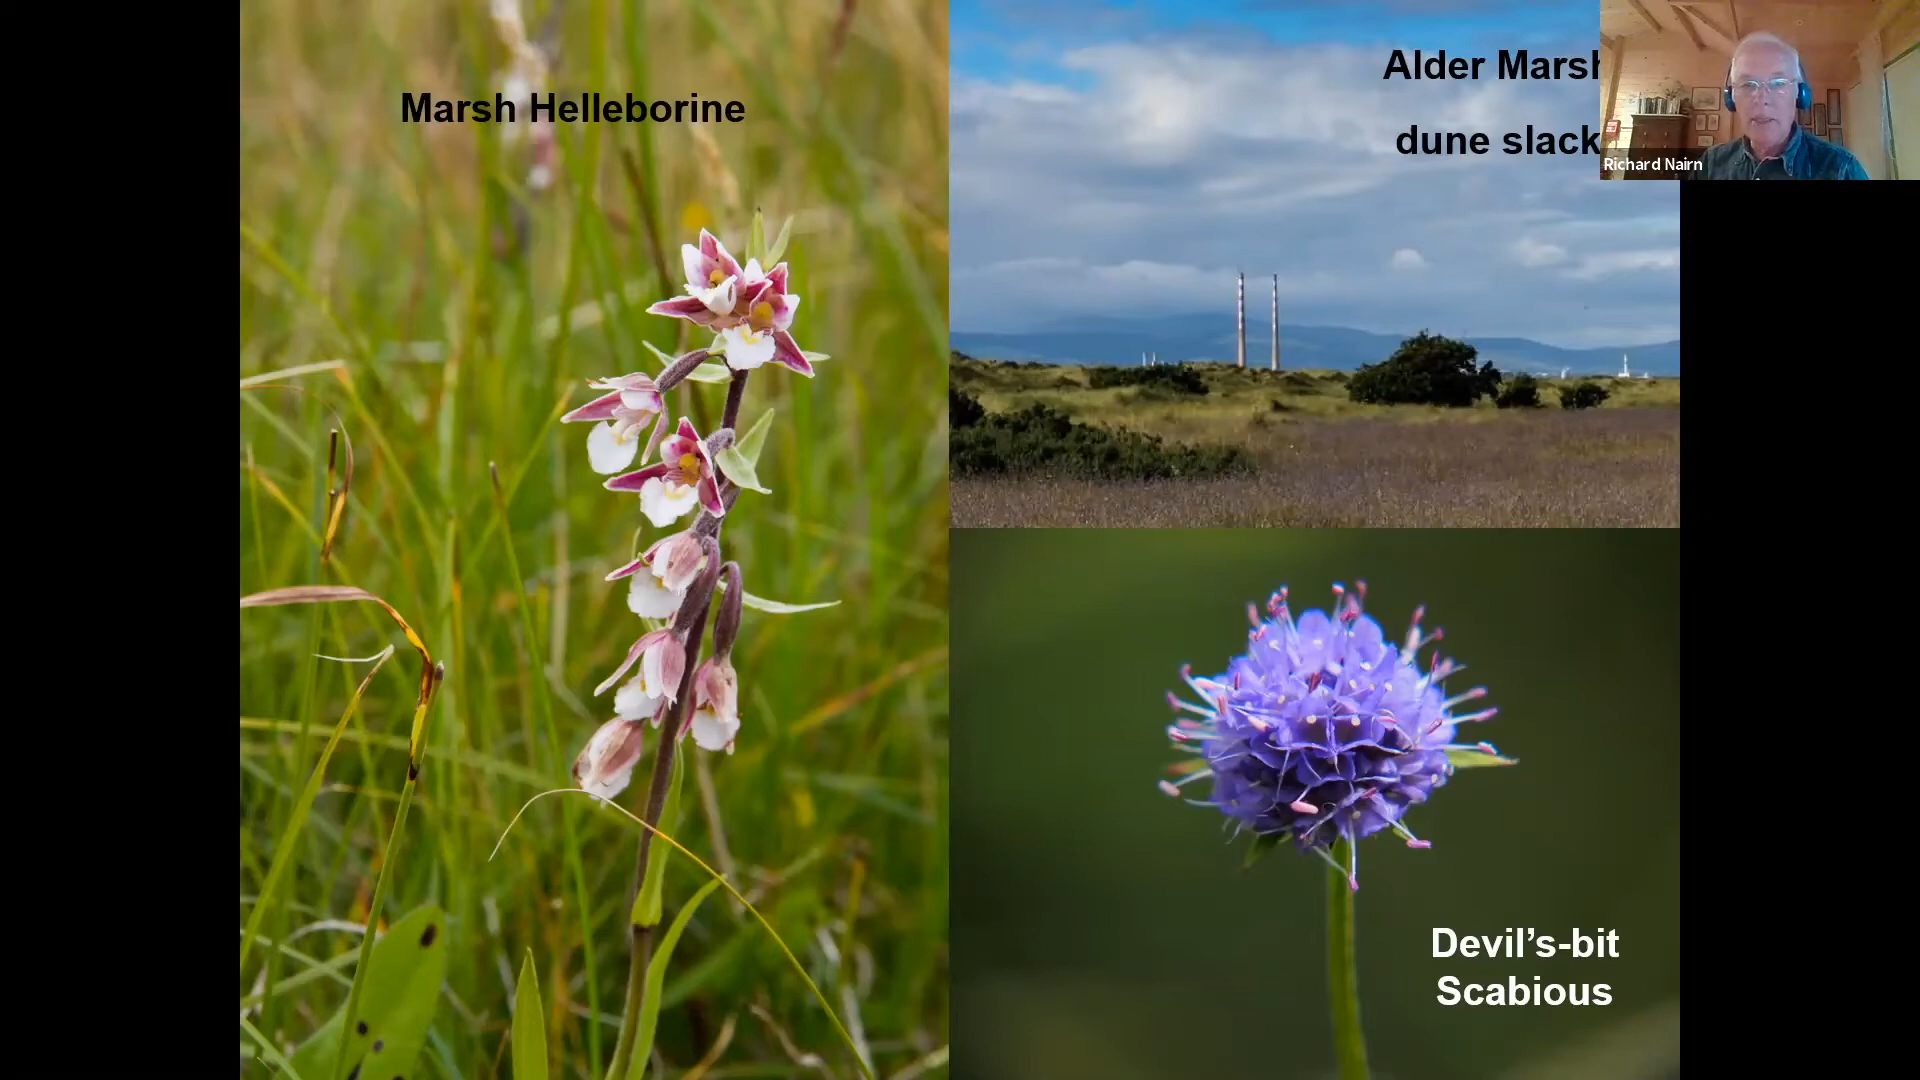 Marsh Helleborine
Alder Marsh
dune slack
Richard Nairn
Devil's-bit
Scabious